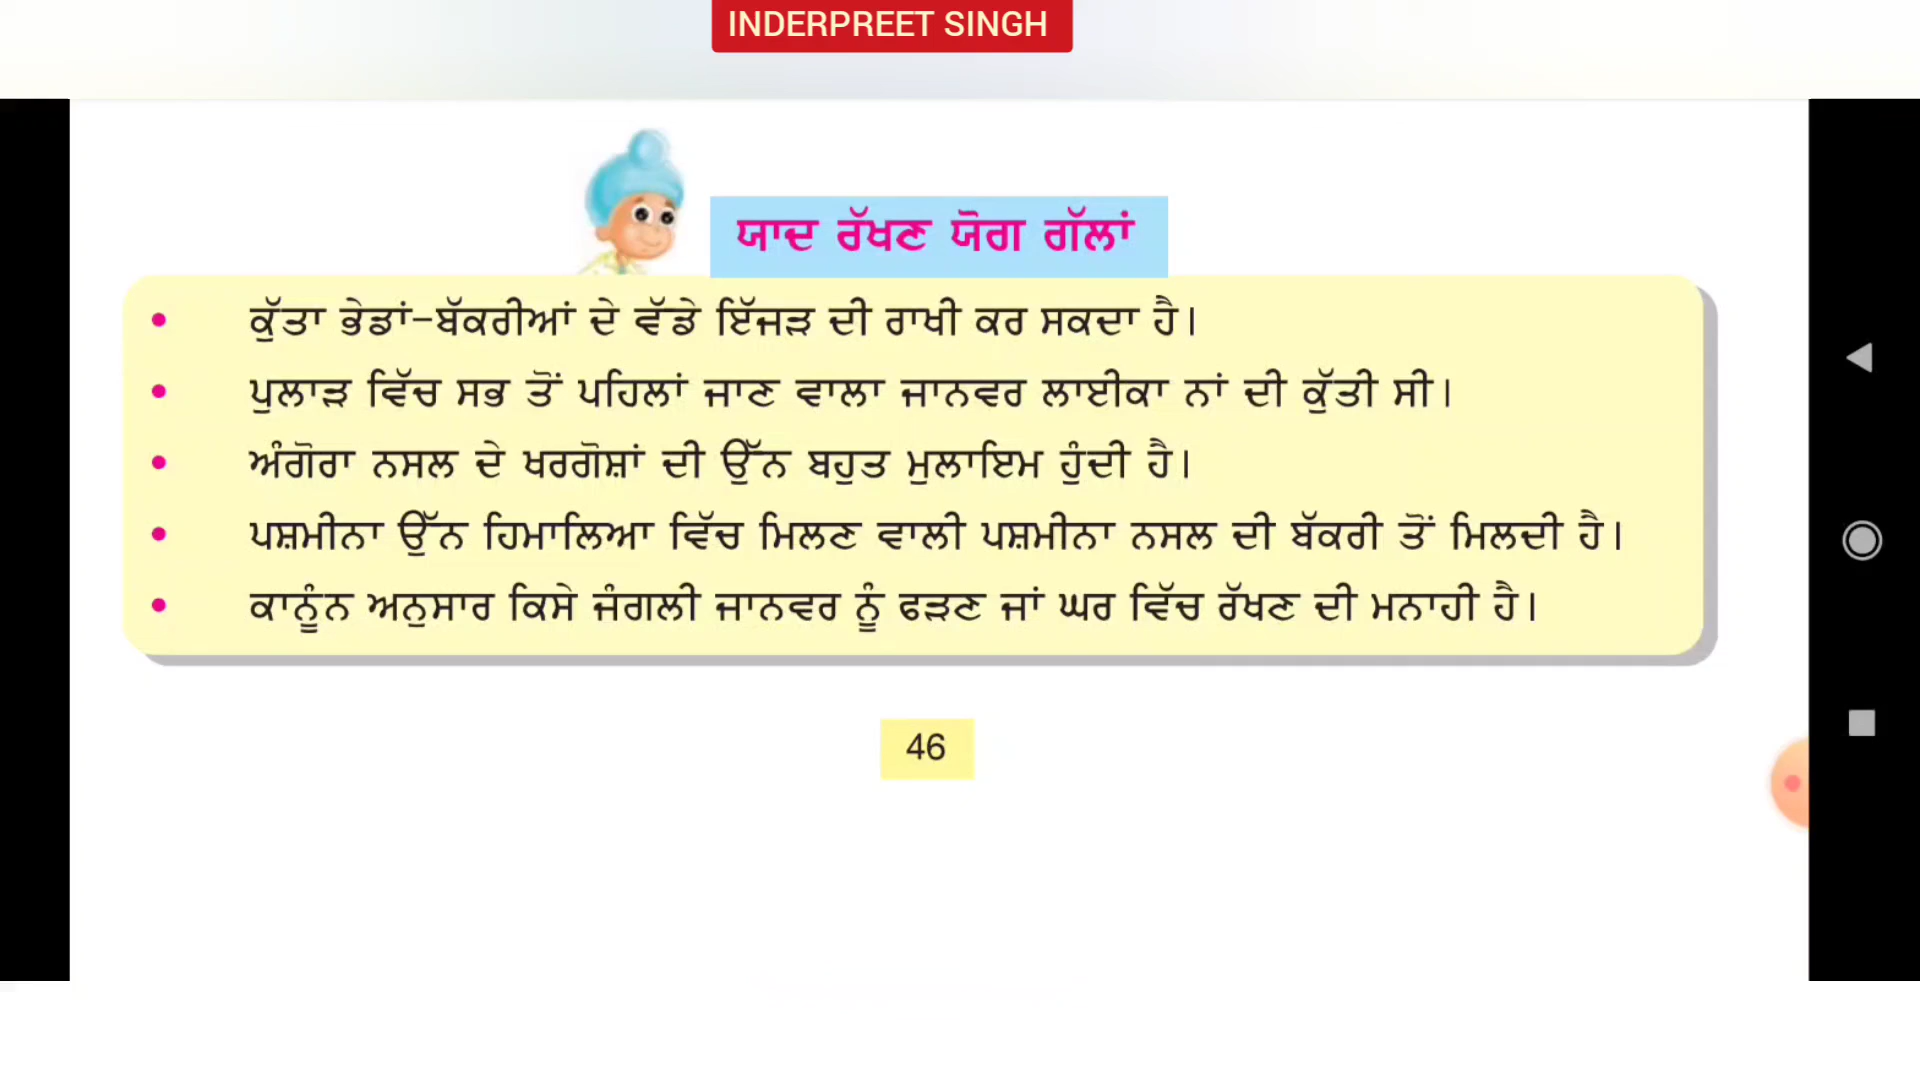 INDERPREET SINGH
ਯਾਦ ਰੱਖਣ ਯੋਗ ਗੱਲਾਂ
• ਕੁੱਤਾ ਭੇਡਾਂ-ਬੱਕਰੀਆਂ ਦੇ ਵੱਡੇ ਇੱਜੜ ਦੀ ਰਾਖੀ ਕਰ ਸਕਦਾ ਹੈ।
• ਪੁਲਾੜ ਵਿੱਚ ਸਭ ਤੋਂ ਪਹਿਲਾਂ ਜਾਣ ਵਾਲਾ ਜਾਨਵਰ ਲਾਈਕਾ ਨਾਂ ਦੀ ਕੁੱਤੀ ਸੀ।
• ਅੰਗੋਰਾ ਨਸਲ ਦੇ ਖਰਗੋਸ਼ਾਂ ਦੀ ਉੱਨ ਬਹੁਤ ਮੁਲਾਇਮ ਹੁੰਦੀ ਹੈ।
• ਪਸ਼ਮੀਨਾ ਉੱਨ ਹਿਮਾਲਿਆ ਵਿੱਚ ਮਿਲਣ ਵਾਲੀ ਪਸ਼ਮੀਨਾ ਨਸਲ ਦੀ ਬੱਕਰੀ ਤੋਂ ਮਿਲਦੀ ਹੈ।
• ਕਾਨੂੰਨ ਅਨੁਸਾਰ ਕਿਸੇ ਜੰਗਲੀ ਜਾਨਵਰ ਨੂੰ ਫੜਣ ਜਾਂ ਘਰ ਵਿੱਚ ਰੱਖਣ ਦੀ ਮਨਾਹੀ ਹੈ।
46